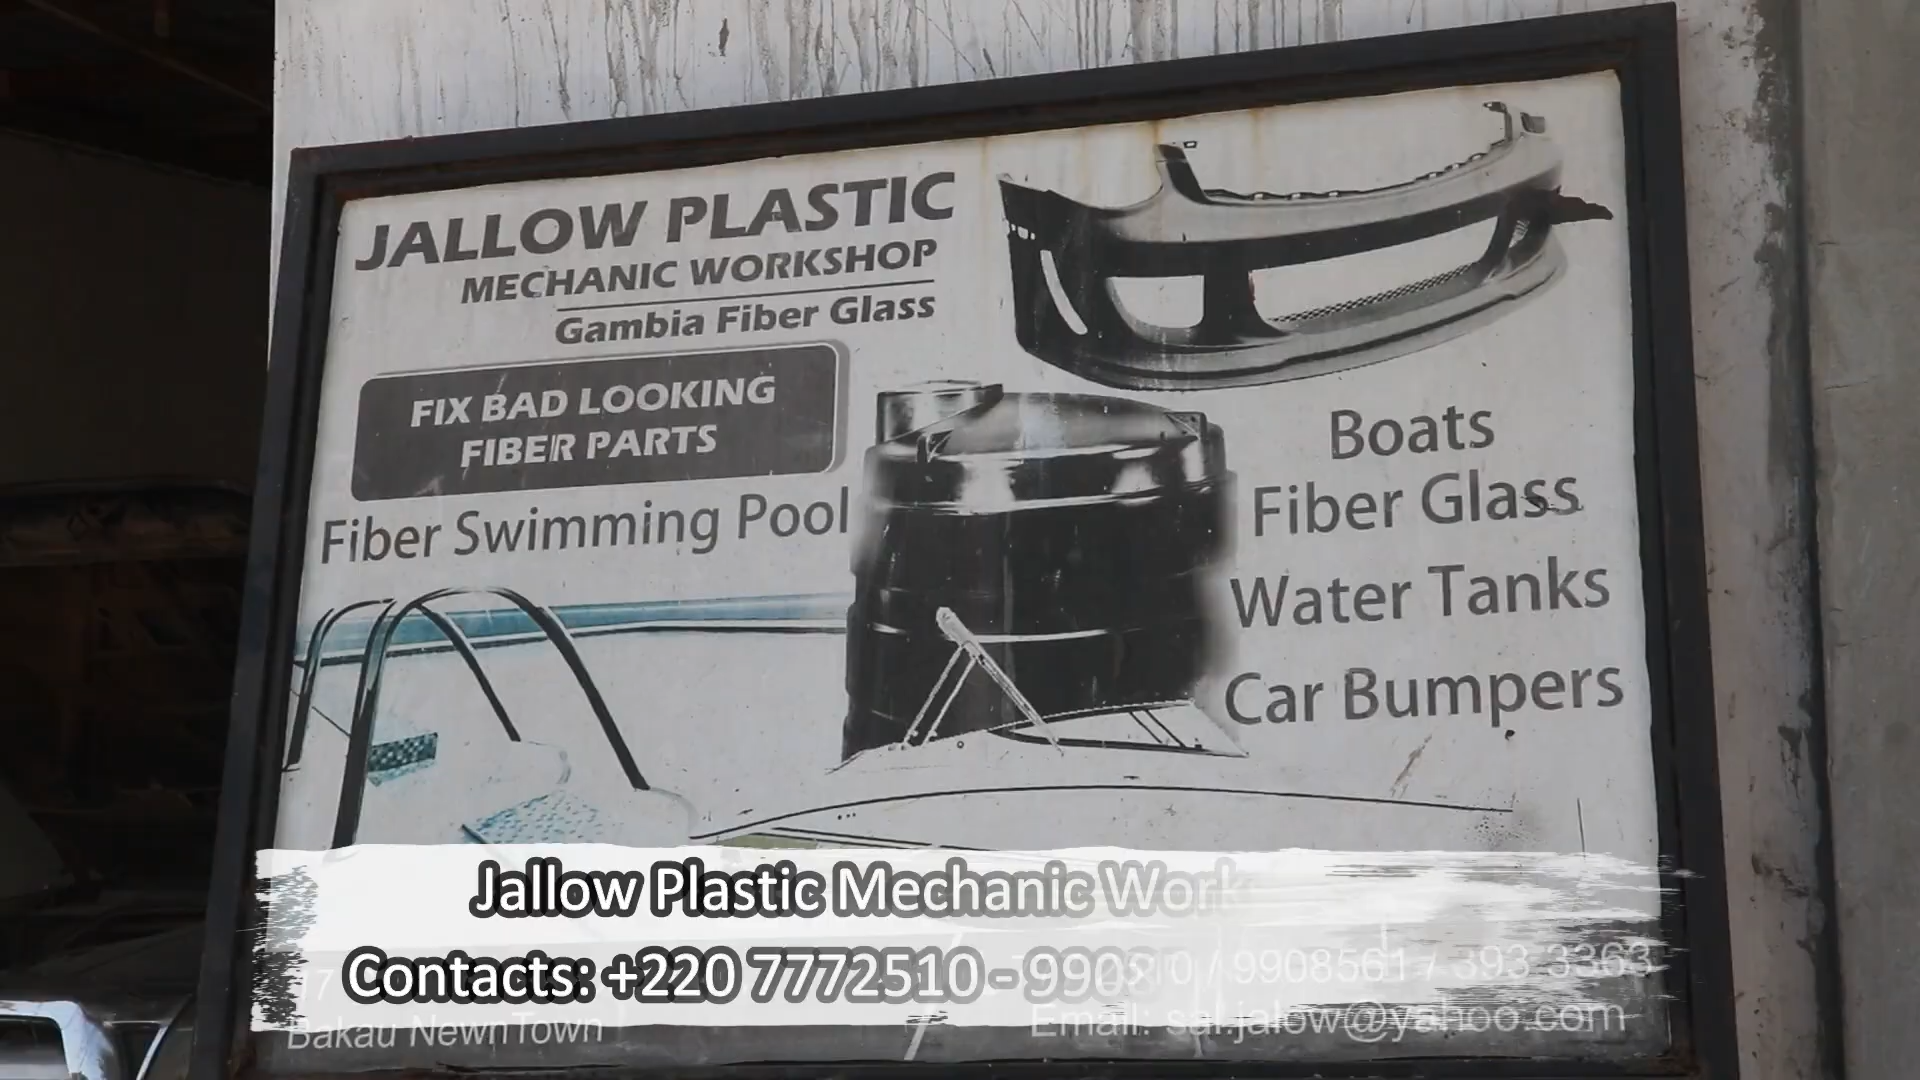 JALLOW PLASTIC
MECHANIC WORKSHOP
Gambia Fiber Glass
FIX BAD LOOKING
FIBER PARTS
Fiber Swimming Pool
Boats
Fiber Glass
Water Tanks
Car Bumpers
Jallow Plastic Mechanic Work
Contacts: +220 7772510 - 990
/ 9908561 / 393 3363
Bakau NewnTown
Email: sal.jalow@yahoo.com